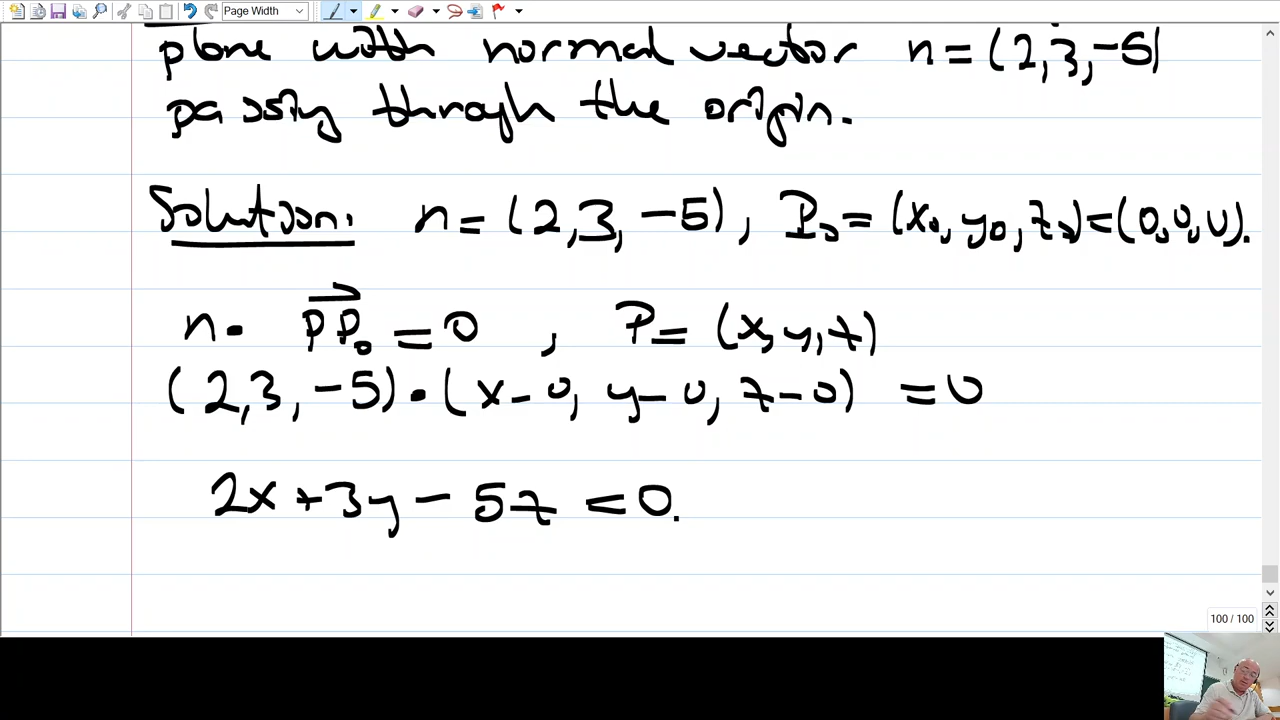 Page Width
plane with normal vector n = (2, 3, -5)
passing through the origin.
Solution: n = (2, 3, -5), P₀ = (x₀, y₀, z₀) = (0, 0, 0).
n · PP₀ = 0 , P = (x, y, z)
(2, 3, -5) · (x - 0, y - 0, z - 0) = 0
2x + 3y - 5z = 0.
100 / 100